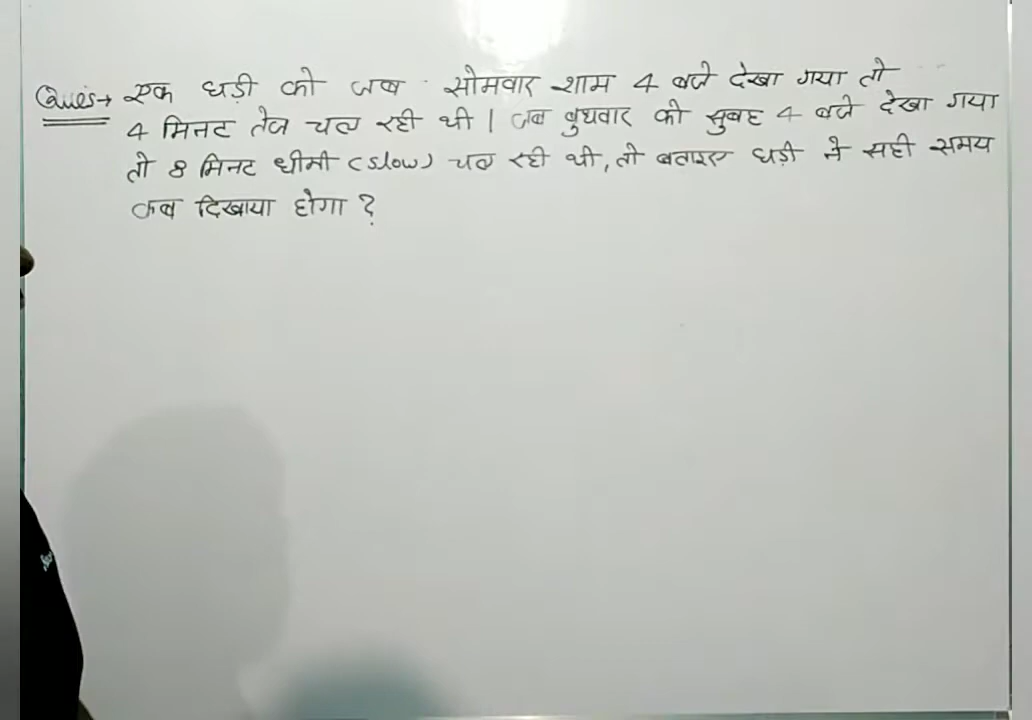 Ques→ एक घड़ी को जब सोमवार शाम 4 बजे देखा गया तो
4 मिनट तेज चल रही थी | जब बुधवार को सुबह 4 बजे देखा गया
तो 8 मिनट धीमी (slow) चल रही थी, तो बताइए घड़ी ने सही समय
कब दिखाया होगा ?